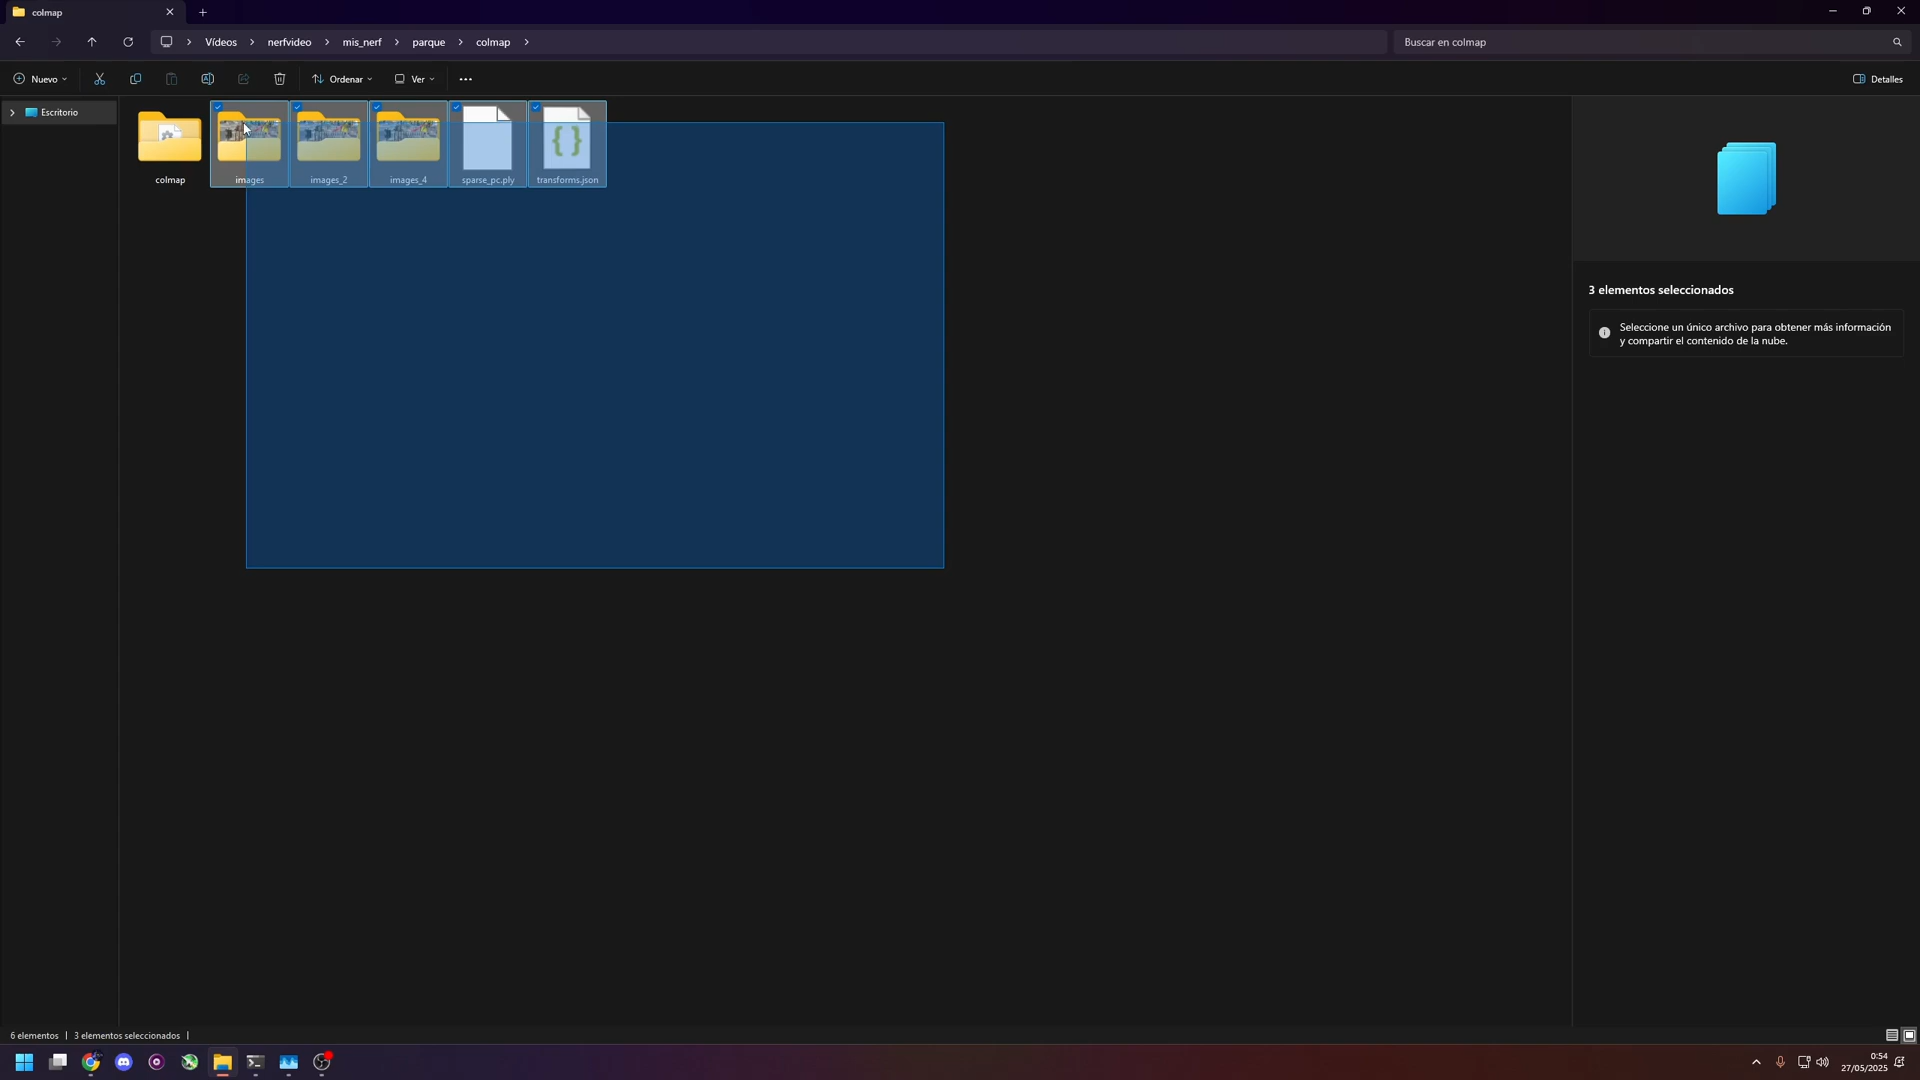 colmap
Vídeos > nerfvideo > mis_nerf > parque > colmap >
Buscar en colmap
Nuevo
Ordenar
Ver
Detalles
Escritorio
colmap
images
images_2
images_4
sparse_pc.ply
transforms.json
3 elementos seleccionados
Seleccione un único archivo para obtener más información
y compartir el contenido de la nube.
6 elementos | 3 elementos seleccionados |
0:54
27/05/2025